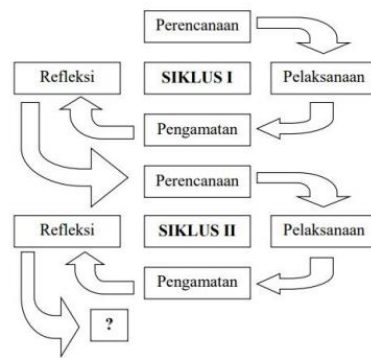 Perencanaan
Refleksi
SIKLUS I
Pelaksanaan
Pengamatan
Perencanaan
Refleksi
SIKLUS II
Pelaksanaan
Pengamatan
?